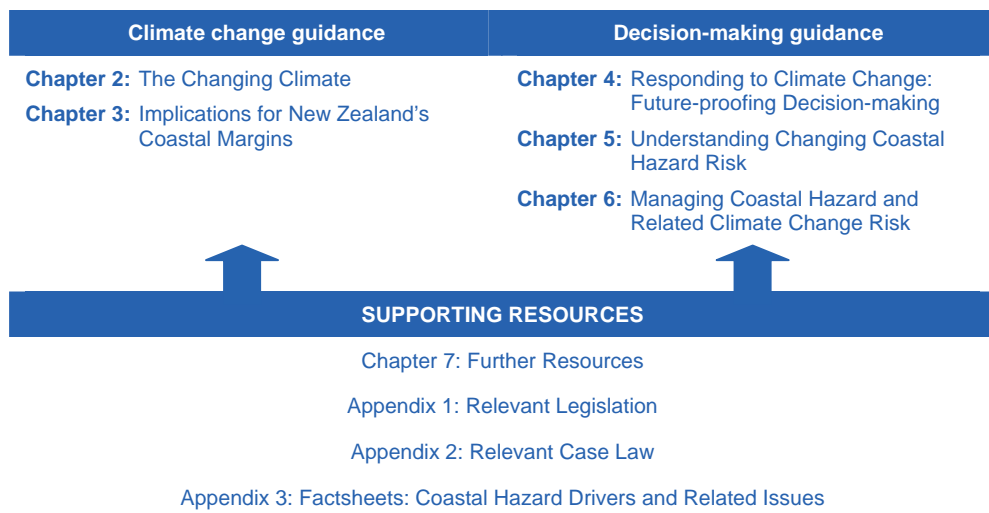 Climate change guidance
Chapter 2: The Changing Climate
Chapter 3: Implications for New Zealand's
Coastal Margins
Decision-making guidance
Chapter 4: Responding to Climate Change:
Future-proofing Decision-making
Chapter 5: Understanding Changing Coastal
Hazard Risk
Chapter 6: Managing Coastal Hazard and
Related Climate Change Risk
SUPPORTING RESOURCES
Chapter 7: Further Resources
Appendix 1: Relevant Legislation
Appendix 2: Relevant Case Law
Appendix 3: Factsheets: Coastal Hazard Drivers and Related Issues